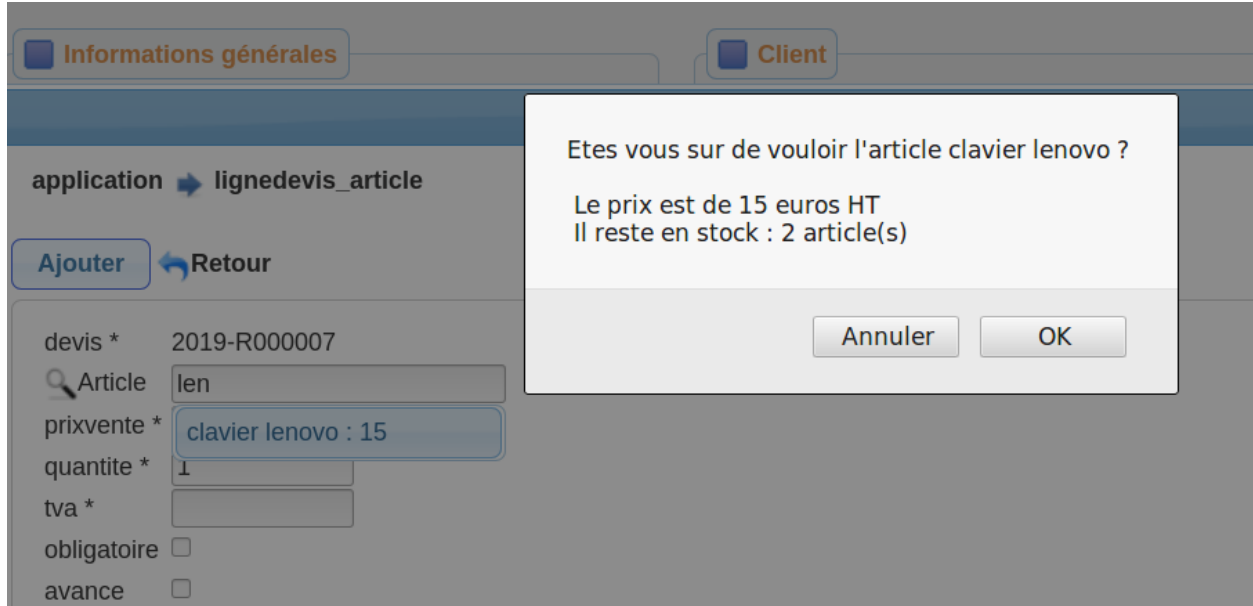 Informations générales
Client
Etes vous sur de vouloir l'article clavier lenovo ?
Le prix est de 15 euros HT
Il reste en stock : 2 article(s)
Annuler
OK
application lignedevis_article
Ajouter Retour
devis * 2019-R000007
Article len
prixvente *
clavier lenovo : 15
quantite * 1
tva *
obligatoire
avance